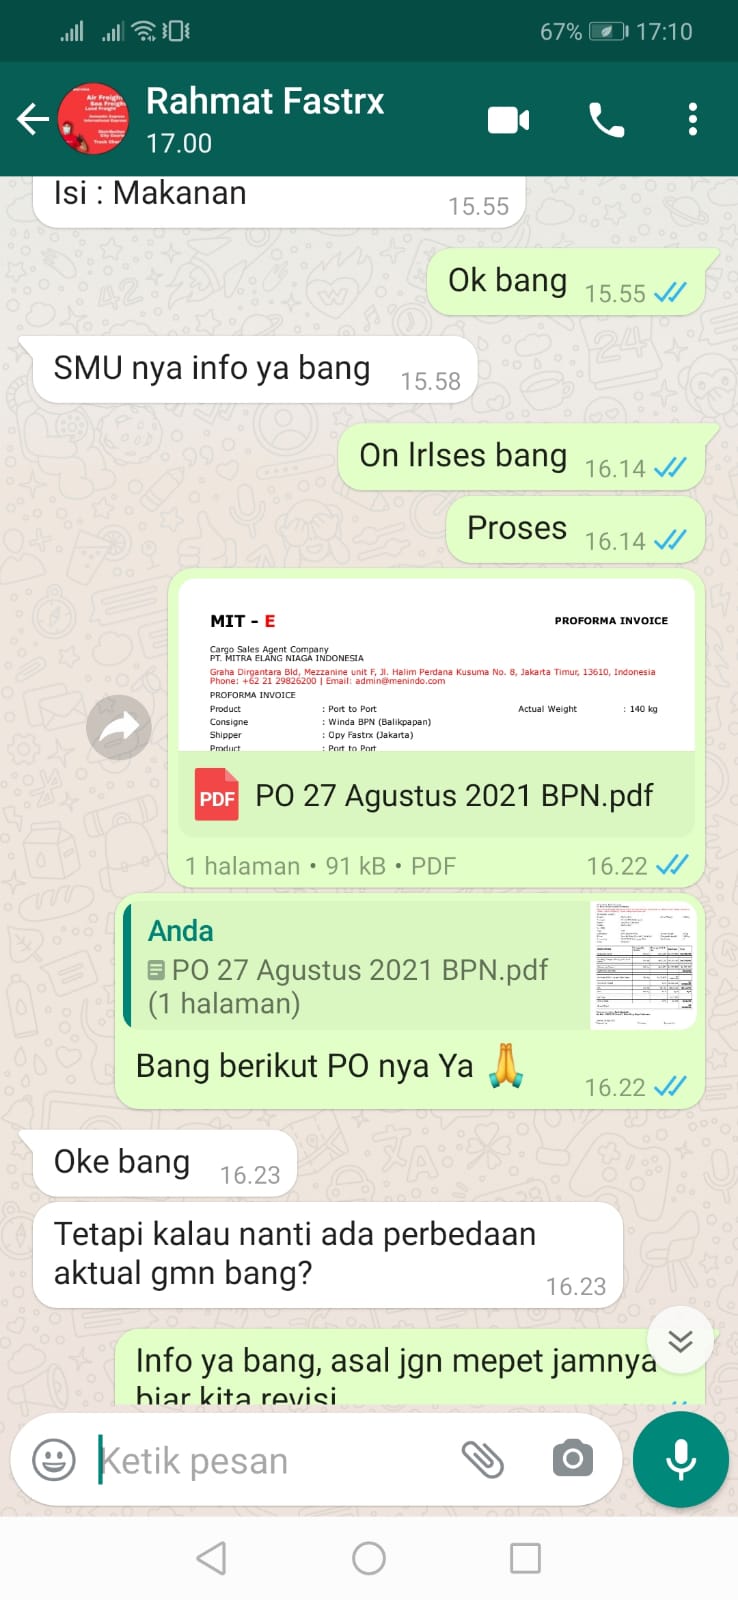 67% 17:10
Rahmat Fastrx
17.00
Isi : Makanan
15.55
Ok bang
15.55
SMU nya info ya bang
15.58
On lrlses bang
16.14
Proses
16.14
MIT - E
PROFORMA INVOICE
Cargo Sales Agent Company
PT. MITRA ELANG NIAGA INDONESIA
Graha Dirgantara Bld, Mezzanine unit F, Jl. Halim Perdana Kusuma No. 8, Jakarta Timur, 13610, Indonesia
Phone: +62 21 29826200 | Email: admin@menindo.com
PROFORMA INVOICE
Product : Port to Port Actual Weight : 140 kg
Consigne : Winda BPN (Balikpapan)
Shipper : Opy Fastrx (Jakarta)
Product : Port to Port
PDF
PO 27 Agustus 2021 BPN.pdf
1 halaman • 91 kB • PDF
16.22
Anda
PO 27 Agustus 2021 BPN.pdf
(1 halaman)
Bang berikut PO nya Ya 🙏
16.22
Oke bang
16.23
Tetapi kalau nanti ada perbedaan
aktual gmn bang?
16.23
Info ya bang, asal jgn mepet jamnya
biar kita revisi
Ketik pesan